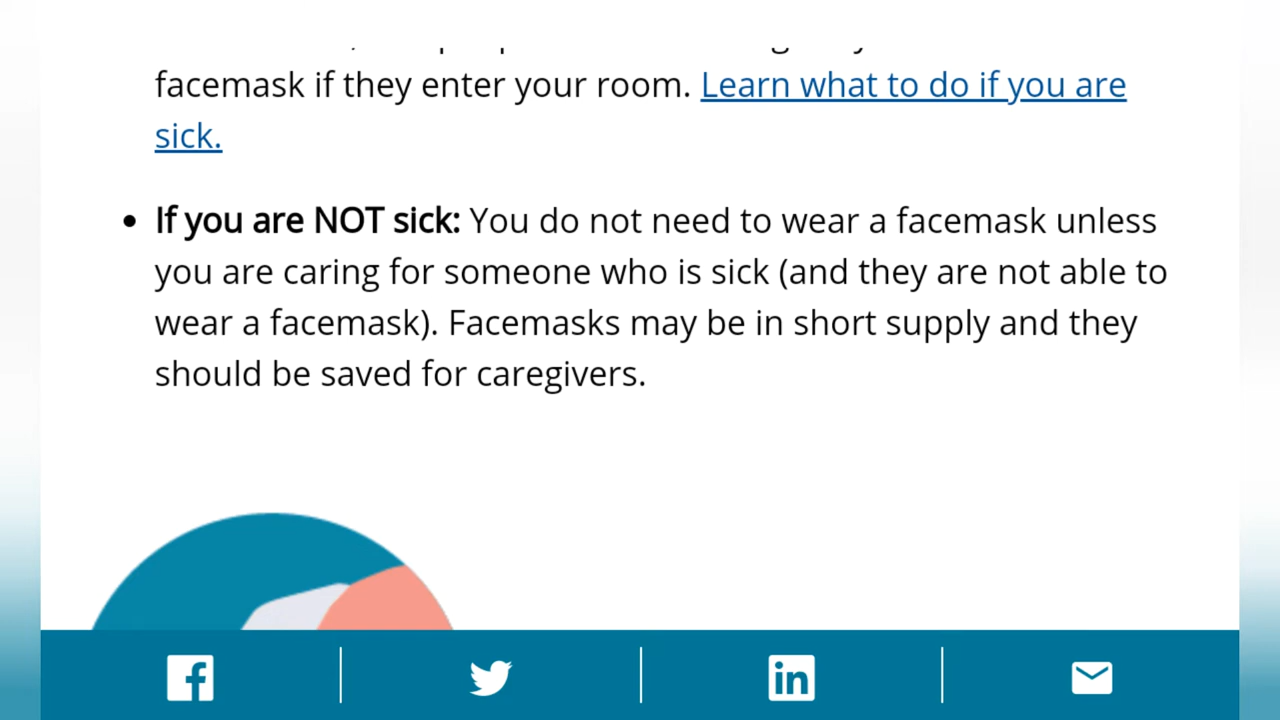 facemask if they enter your room. Learn what to do if you are
sick.
If you are NOT sick: You do not need to wear a facemask unless
you are caring for someone who is sick (and they are not able to
wear a facemask). Facemasks may be in short supply and they
should be saved for caregivers.